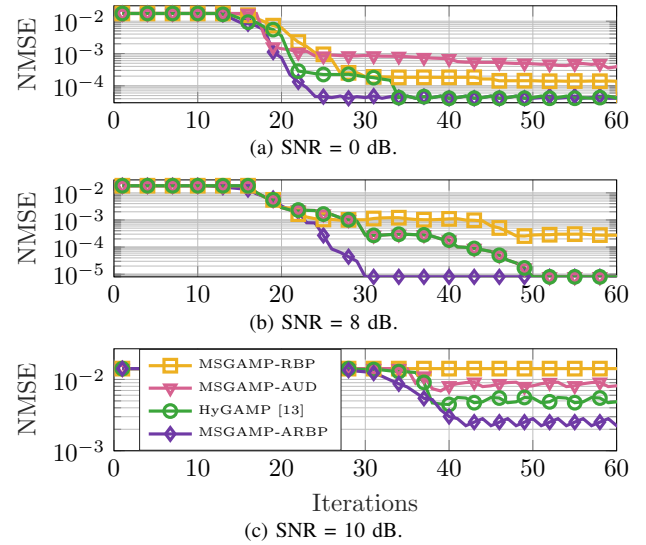 NMSE
10−2
10−3
10−4
0 10 20 30 40 50 60
(a) SNR = 0 dB.
NMSE
10−2
10−3
10−4
10−5
0 10 20 30 40 50 60
(b) SNR = 8 dB.
NMSE
10−2
10−3
MSGAMP-RBP
MSGAMP-AUD
HyGAMP [13]
MSGAMP-ARBP
0 10 20 30 40 50 60
Iterations
(c) SNR = 10 dB.